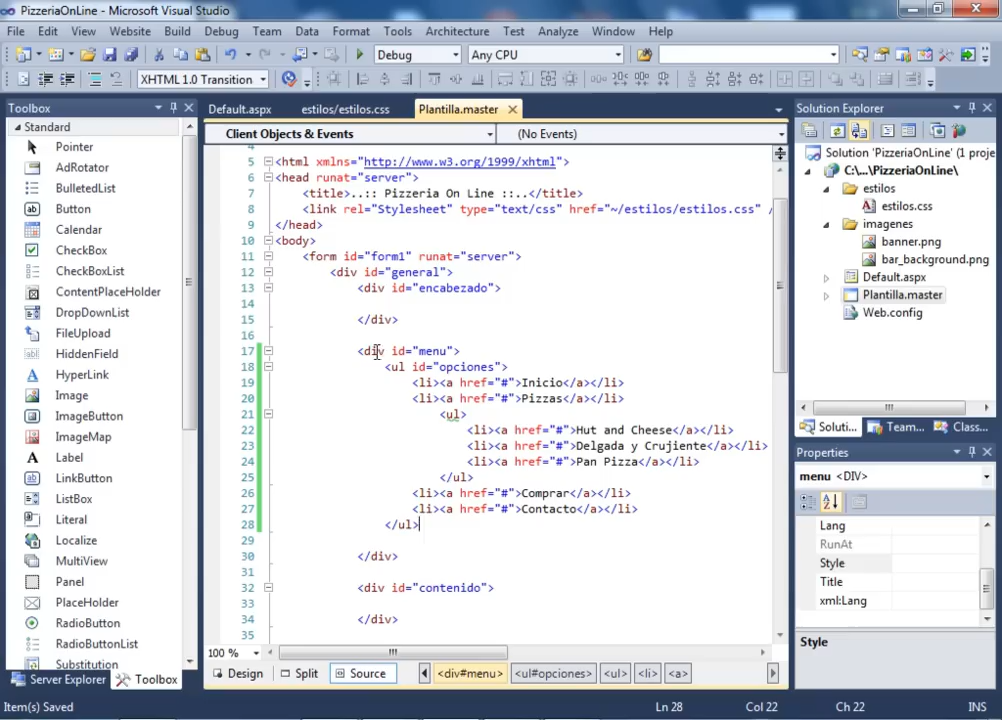 PizzeriaOnLine - Microsoft Visual Studio
File Edit View Website Build Debug Team Data Format Tools Architecture Test Analyze Window Help
Debug Any CPU
XHTML 1.0 Transition
Toolbox
Standard
Pointer
AdRotator
BulletedList
Button
Calendar
CheckBox
CheckBoxList
ContentPlaceHolder
DropDownList
FileUpload
HiddenField
HyperLink
Image
ImageButton
ImageMap
Label
LinkButton
ListBox
Literal
Localize
MultiView
Panel
PlaceHolder
RadioButton
RadioButtonList
Substitution
Server Explorer Toolbox
Default.aspx estilos/estilos.css Plantilla.master
Client Objects & Events (No Events)
4
5 <html xmlns="http://www.w3.org/1999/xhtml">
6 <head runat="server">
7 <title>..:: Pizzeria On Line ::..</title>
8 <link rel="Stylesheet" type="text/css" href="~/estilos/estilos.css" /
9 </head>
10 <body>
11 <form id="form1" runat="server">
12 <div id="general">
13 <div id="encabezado">
14
15 </div>
16
17 <div id="menu">
18 <ul id="opciones">
19 <li><a href="#">Inicio</a></li>
20 <li><a href="#">Pizzas</a></li>
21 <ul>
22 <li><a href="#">Hut and Cheese</a></li>
23 <li><a href="#">Delgada y Crujiente</a></li>
24 <li><a href="#">Pan Pizza</a></li>
25 </ul>
26 <li><a href="#">Comprar</a></li>
27 <li><a href="#">Contacto</a></li>
28 </ul>
29
30 </div>
31
32 <div id="contenido">
33
34 </div>
35
100 %
Design Split Source <div#menu> <ul#opciones> <ul> <li> <a>
Solution Explorer
Solution 'PizzeriaOnLine' (1 proje
C:\...\PizzeriaOnLine\
estilos
estilos.css
imagenes
banner.png
bar_background.png
Default.aspx
Plantilla.master
Web.config
Soluti... Team... Class...
Properties
menu <DIV>
Lang
RunAt
Style
Title
xml:Lang
Style
Item(s) Saved Ln 28 Col 22 Ch 22 INS